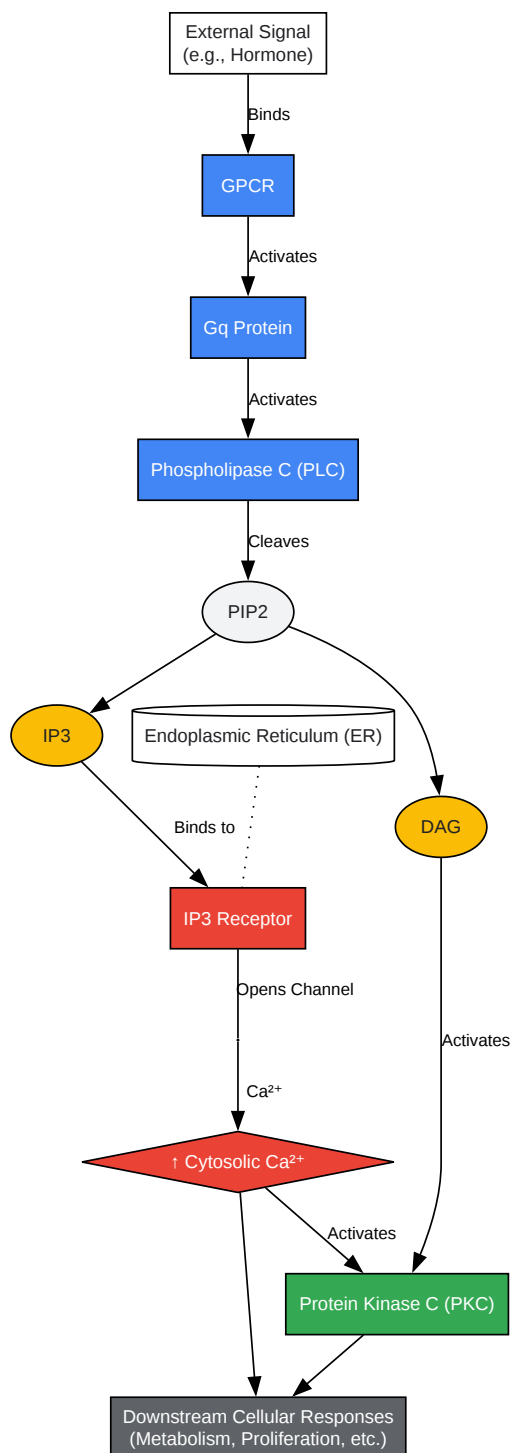 External Signal
(e.g., Hormone)
Binds
GPCR
Activates
Gq Protein
Activates
Phospholipase C (PLC)
Cleaves
PIP2
IP3
Endoplasmic Reticulum (ER)
DAG
Binds to
IP3 Receptor
Opens Channel
Activates
Ca²⁺
↑ Cytosolic Ca²⁺
Activates
Protein Kinase C (PKC)
Downstream Cellular Responses
(Metabolism, Proliferation, etc.)